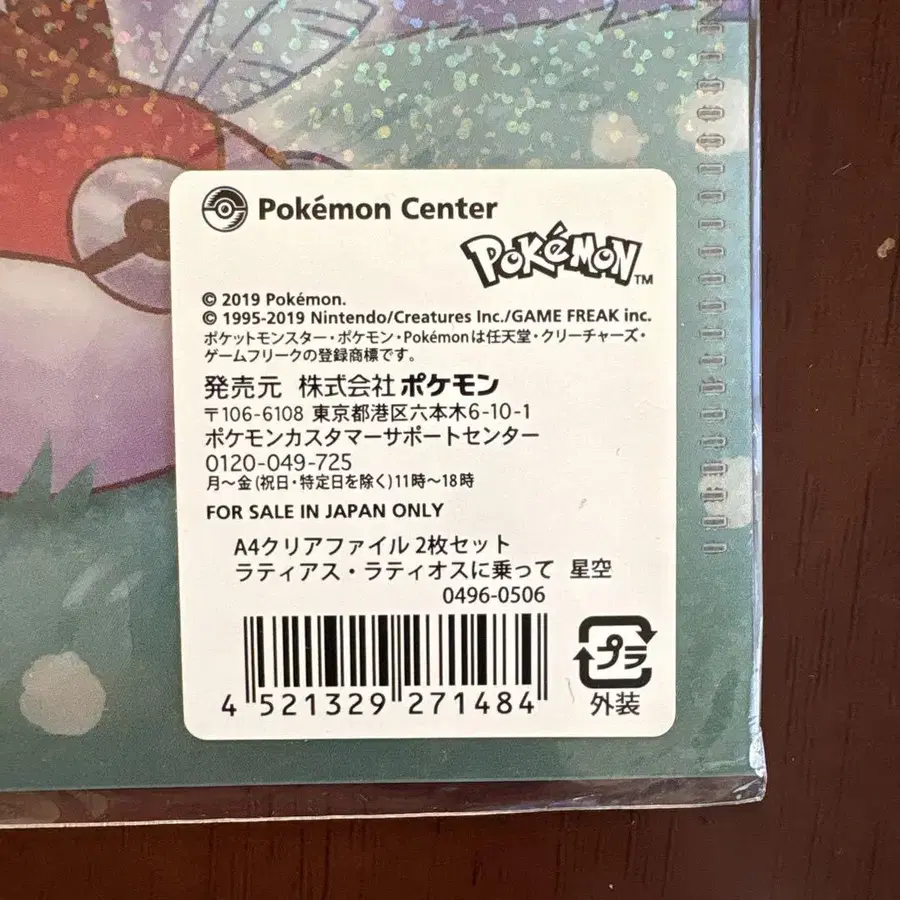 Pokémon Center
POKéMON™
© 2019 Pokémon.
© 1995-2019 Nintendo/Creatures Inc./GAME FREAK inc.
ポケットモンスター・ポケモン・Pokémonは任天堂・クリーチャーズ・
ゲームフリークの登録商標です。
発売元 株式会社ポケモン
〒106-6108 東京都港区六本木6-10-1
ポケモンカスタマーサポートセンター
0120-049-725
月～金(祝日・特定日を除く)11時～18時
FOR SALE IN JAPAN ONLY
A4クリアファイル 2枚セット
ラティアス・ラティオスに乗って 星空
0496-0506
4 521329 271484
プラ
外装